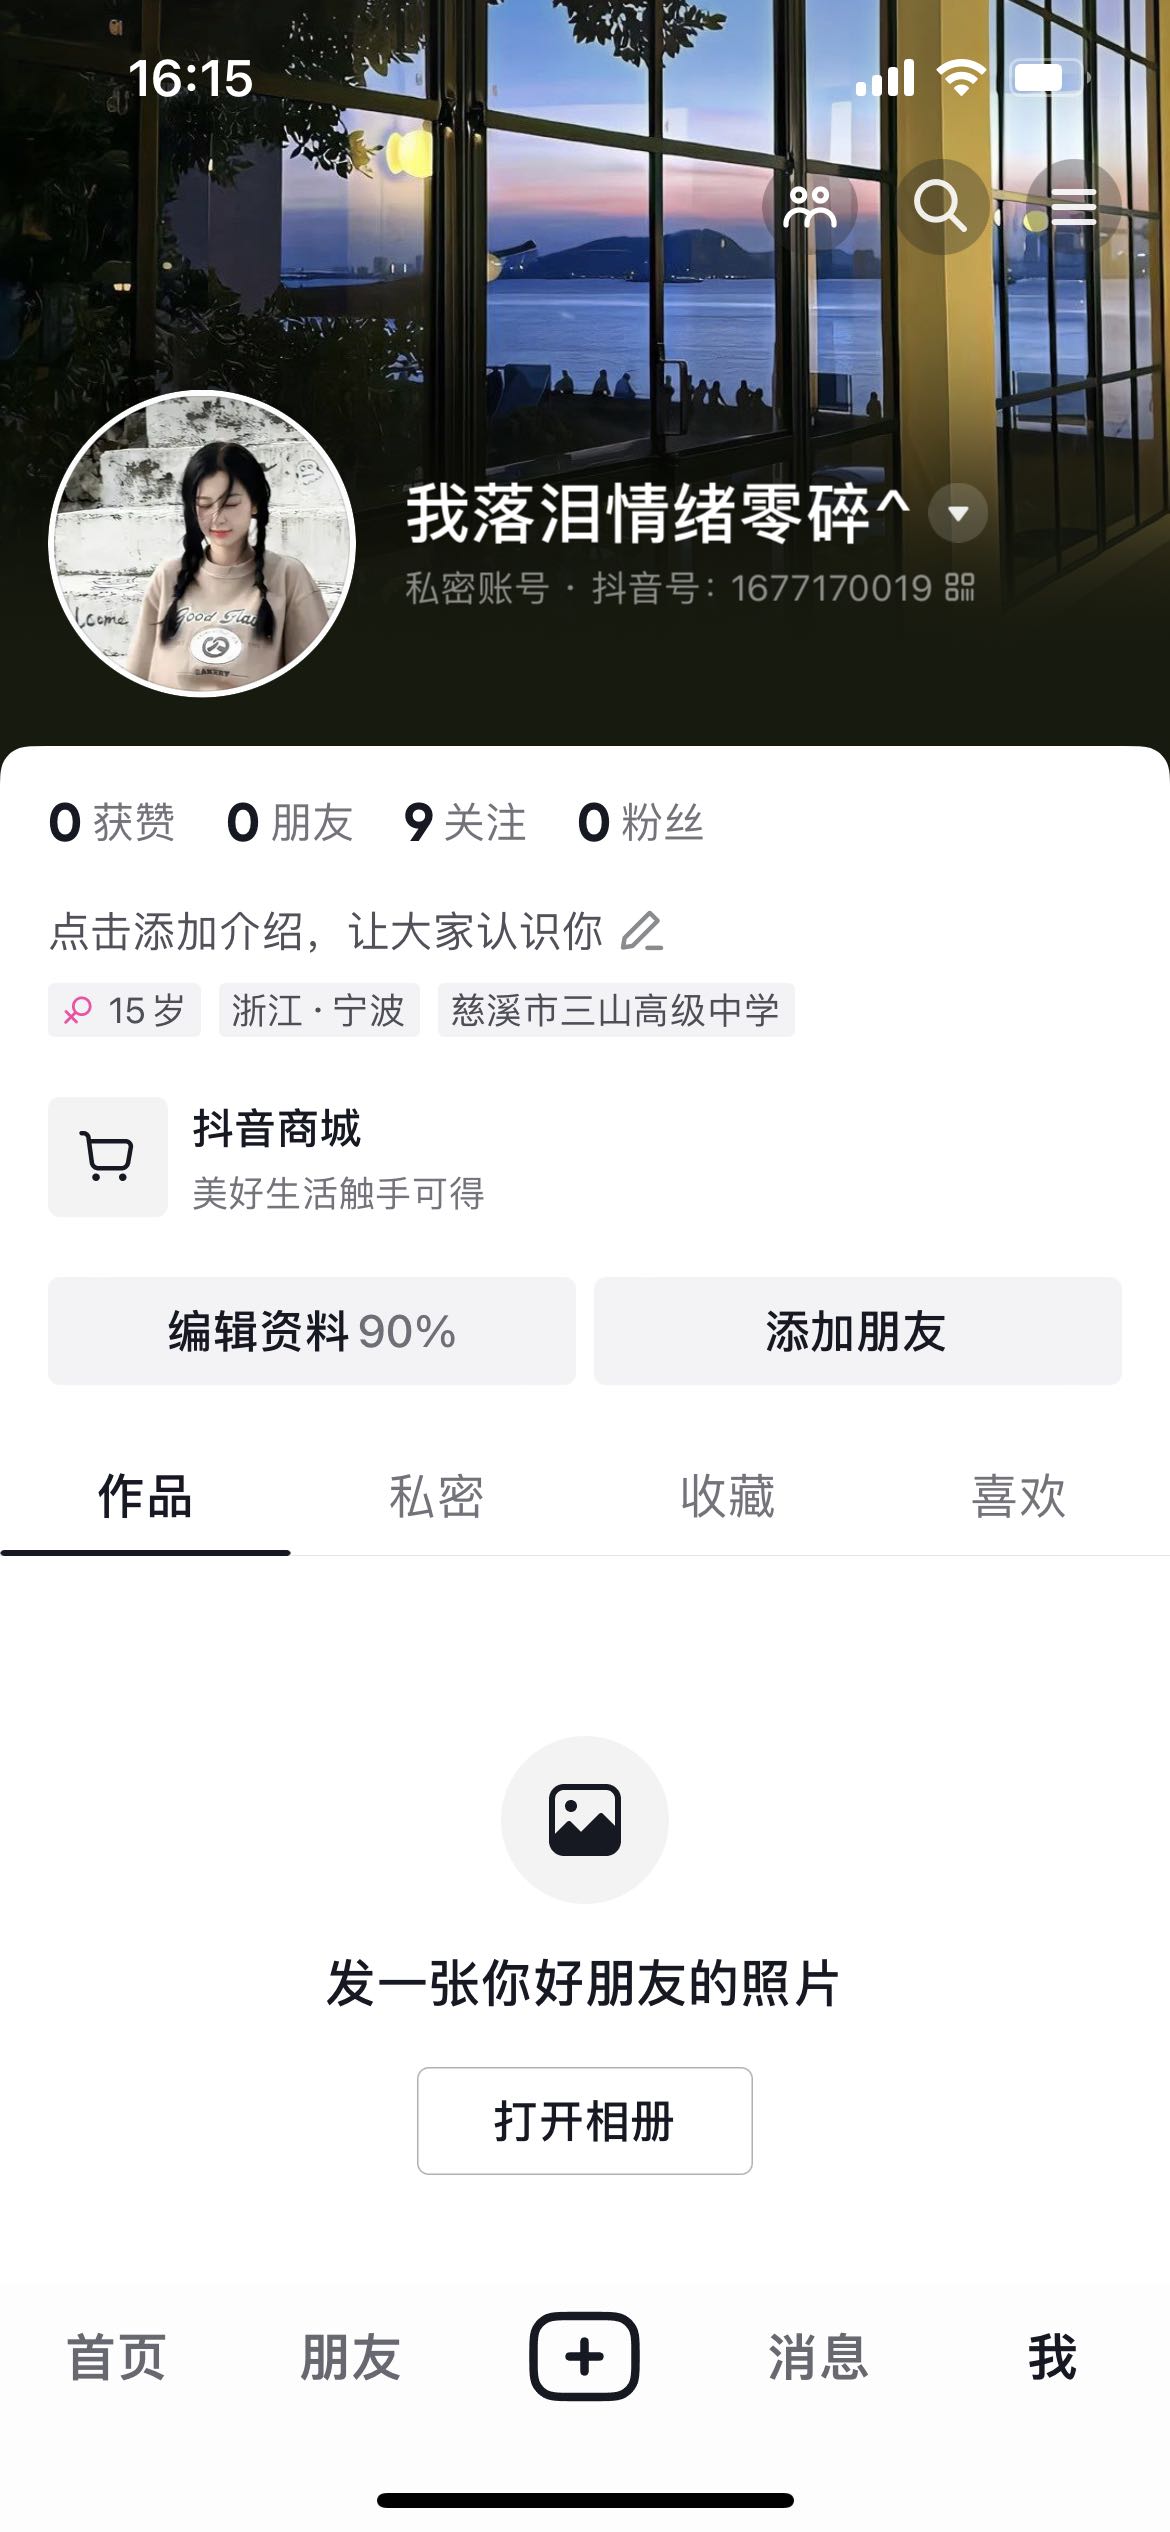 16:15
我落泪情绪零碎^
私密账号 · 抖音号：1677170019
lcome
Good Flav
BAKERY
0 获赞 0 朋友 9 关注 0 粉丝
点击添加介绍，让大家认识你
15 岁 浙江 · 宁波 慈溪市三山高级中学
抖音商城
美好生活触手可得
编辑资料 90% 添加朋友
作品 私密 收藏 喜欢
发一张你好朋友的照片
打开相册
首页 朋友 消息 我